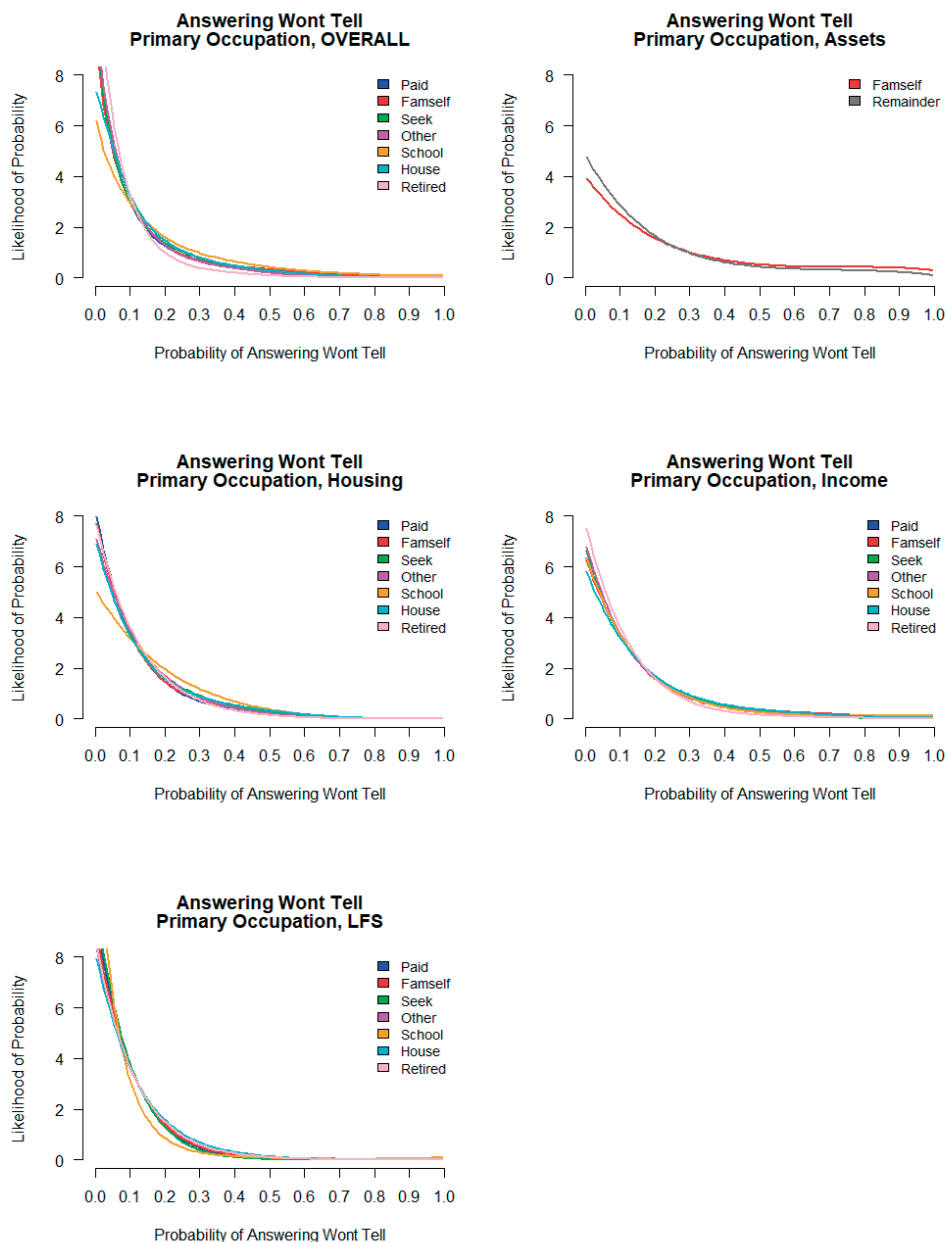 Answering Wont Tell
Primary Occupation, OVERALL
Likelihood of Probability
8
6
4
2
0
Paid
Famself
Seek
Other
School
House
Retired
0.0 0.1 0.2 0.3 0.4 0.5 0.6 0.7 0.8 0.9 1.0
Probability of Answering Wont Tell
Answering Wont Tell
Primary Occupation, Assets
Likelihood of Probability
8
6
4
2
0
Famself
Remainder
0.0 0.1 0.2 0.3 0.4 0.5 0.6 0.7 0.8 0.9 1.0
Probability of Answering Wont Tell
Answering Wont Tell
Primary Occupation, Housing
Likelihood of Probability
8
6
4
2
0
Paid
Famself
Seek
Other
School
House
Retired
0.0 0.1 0.2 0.3 0.4 0.5 0.6 0.7 0.8 0.9 1.0
Probability of Answering Wont Tell
Answering Wont Tell
Primary Occupation, Income
Likelihood of Probability
8
6
4
2
0
Paid
Famself
Seek
Other
School
House
Retired
0.0 0.1 0.2 0.3 0.4 0.5 0.6 0.7 0.8 0.9 1.0
Probability of Answering Wont Tell
Answering Wont Tell
Primary Occupation, LFS
Likelihood of Probability
8
6
4
2
0
Paid
Famself
Seek
Other
School
House
Retired
0.0 0.1 0.2 0.3 0.4 0.5 0.6 0.7 0.8 0.9 1.0
Probability of Answering Wont Tell